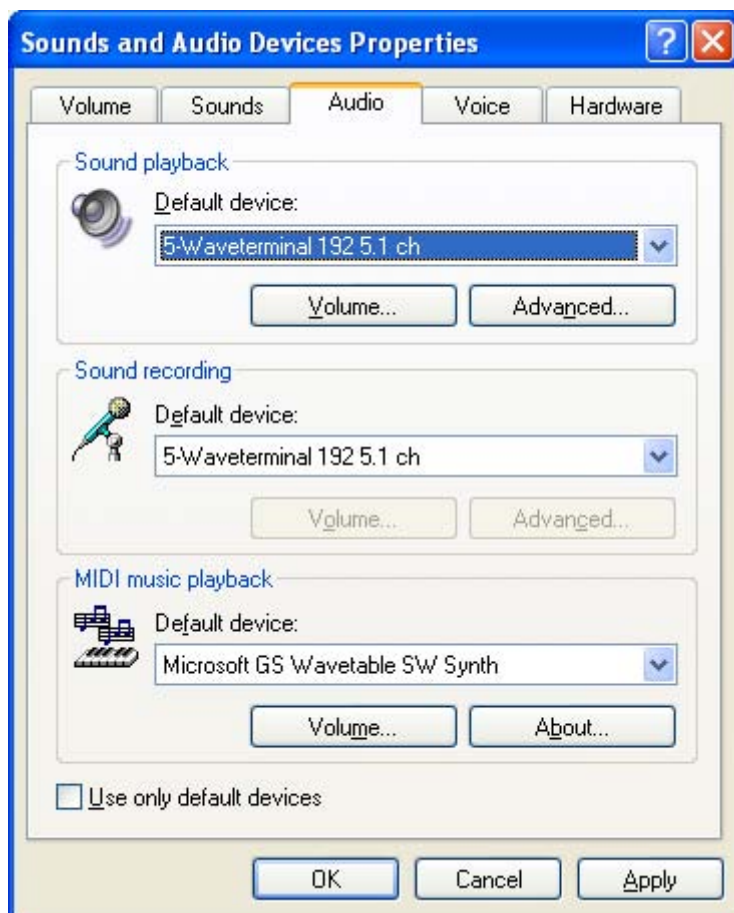 Sounds and Audio Devices Properties
Volume Sounds Audio Voice Hardware
Sound playback
Default device:
5-Waveterminal 192 5.1 ch
Volume... Advanced...
Sound recording
Default device:
5-Waveterminal 192 5.1 ch
Volume... Advanced...
MIDI music playback
Default device:
Microsoft GS Wavetable SW Synth
Volume... About...
Use only default devices
OK Cancel Apply